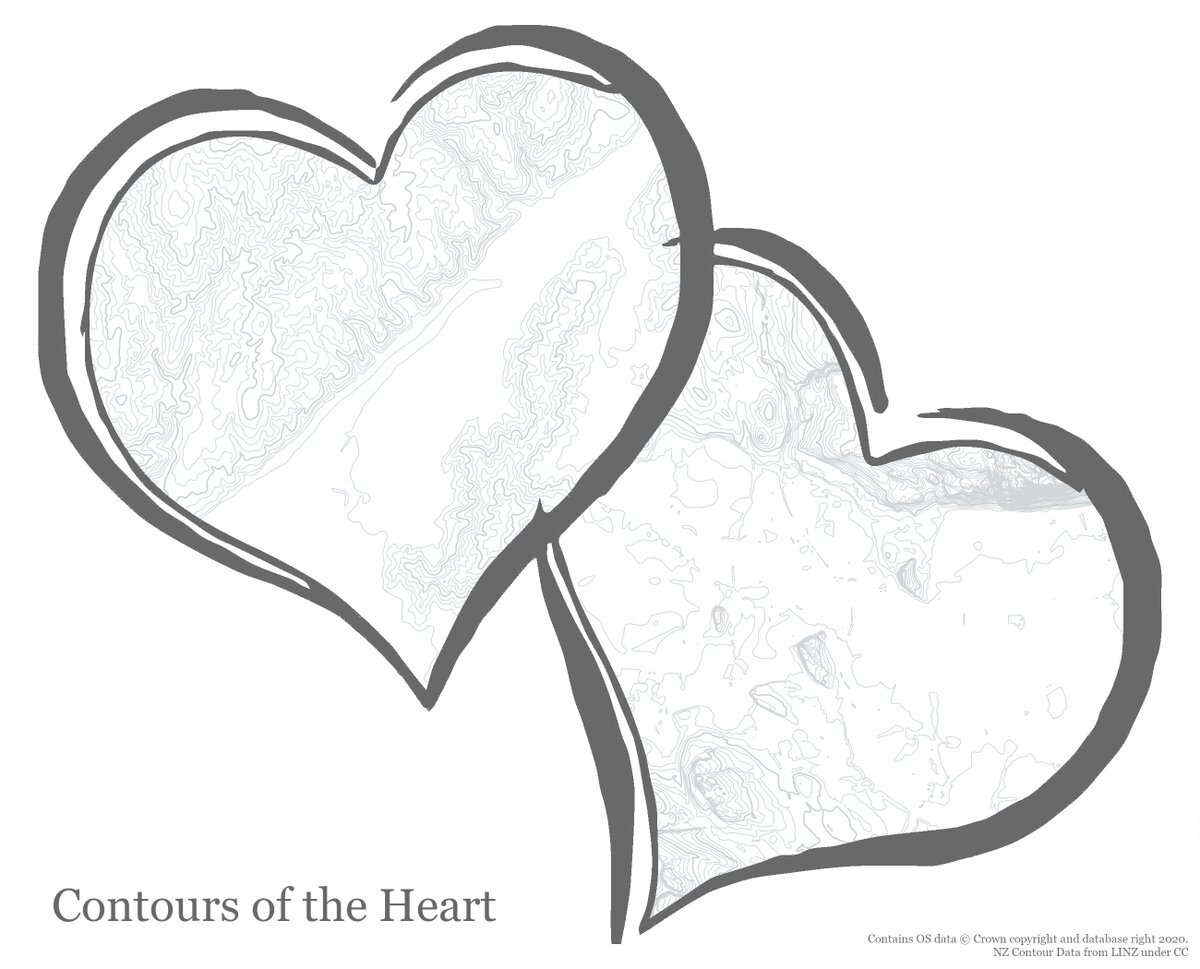 Contours of the Heart
Contains OS data © Crown copyright and database right 2020.
NZ Contour Data from LINZ under CC